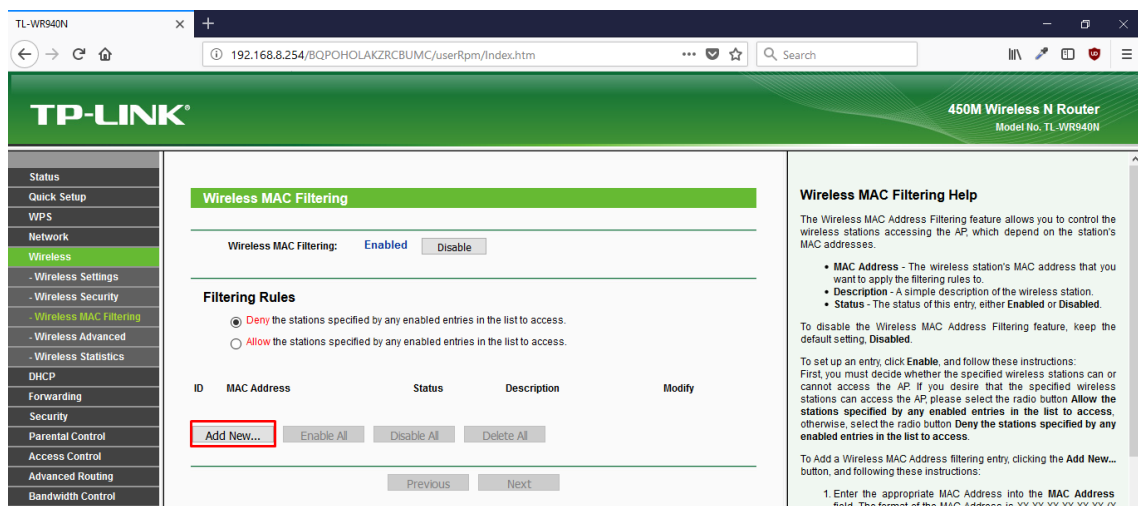 TL-WR940N
192.168.8.254/BQPOHOLAKZRCBUMC/userRpm/Index.htm
Search
TP-LINK®
450M Wireless N Router
Model No. TL-WR940N
Status
Quick Setup
WPS
Network
Wireless
- Wireless Settings
- Wireless Security
- Wireless MAC Filtering
- Wireless Advanced
- Wireless Statistics
DHCP
Forwarding
Security
Parental Control
Access Control
Advanced Routing
Bandwidth Control
Wireless MAC Filtering
Wireless MAC Filtering: Enabled Disable
Filtering Rules
Deny the stations specified by any enabled entries in the list to access.
Allow the stations specified by any enabled entries in the list to access.
ID MAC Address Status Description Modify
Add New... Enable All Disable All Delete All
Previous Next
Wireless MAC Filtering Help
The Wireless MAC Address Filtering feature allows you to control the
wireless stations accessing the AP, which depend on the station's
MAC addresses.
• MAC Address - The wireless station's MAC address that you
want to apply the filtering rules to.
• Description - A simple description of the wireless station.
• Status - The status of this entry, either Enabled or Disabled.
To disable the Wireless MAC Address Filtering feature, keep the
default setting, Disabled.
To set up an entry, click Enable, and follow these instructions:
First, you must decide whether the specified wireless stations can or
cannot access the AP. If you desire that the specified wireless
stations can access the AP, please select the radio button Allow the
stations specified by any enabled entries in the list to access,
otherwise, select the radio button Deny the stations specified by any
enabled entries in the list to access.
To Add a Wireless MAC Address filtering entry, clicking the Add New...
button, and following these instructions:
1. Enter the appropriate MAC Address into the MAC Address
field. The format of the MAC Address is XX-XX-XX-XX-XX-XX (X